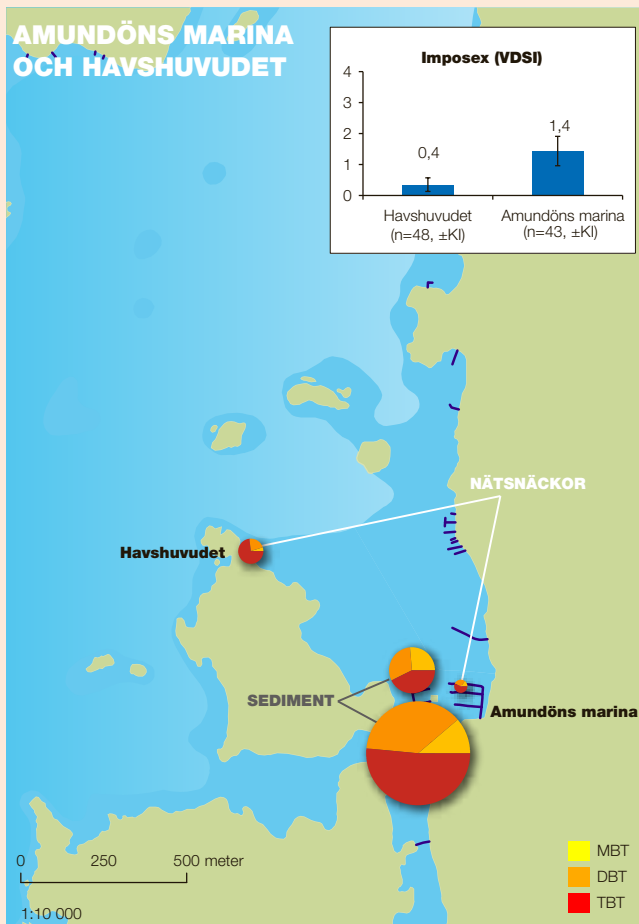 AMUNDÖNS MARINA
OCH HAVSHUVUDET
Imposex (VDSI)
4
3
2
1
0
0,4
1,4
Havshuvudet
(n=48, ±KI)
Amundöns marina
(n=43, ±KI)
NÄTSNÄCKOR
Havshuvudet
SEDIMENT
Amundöns marina
0 250 500 meter
1:10 000
MBT
DBT
TBT